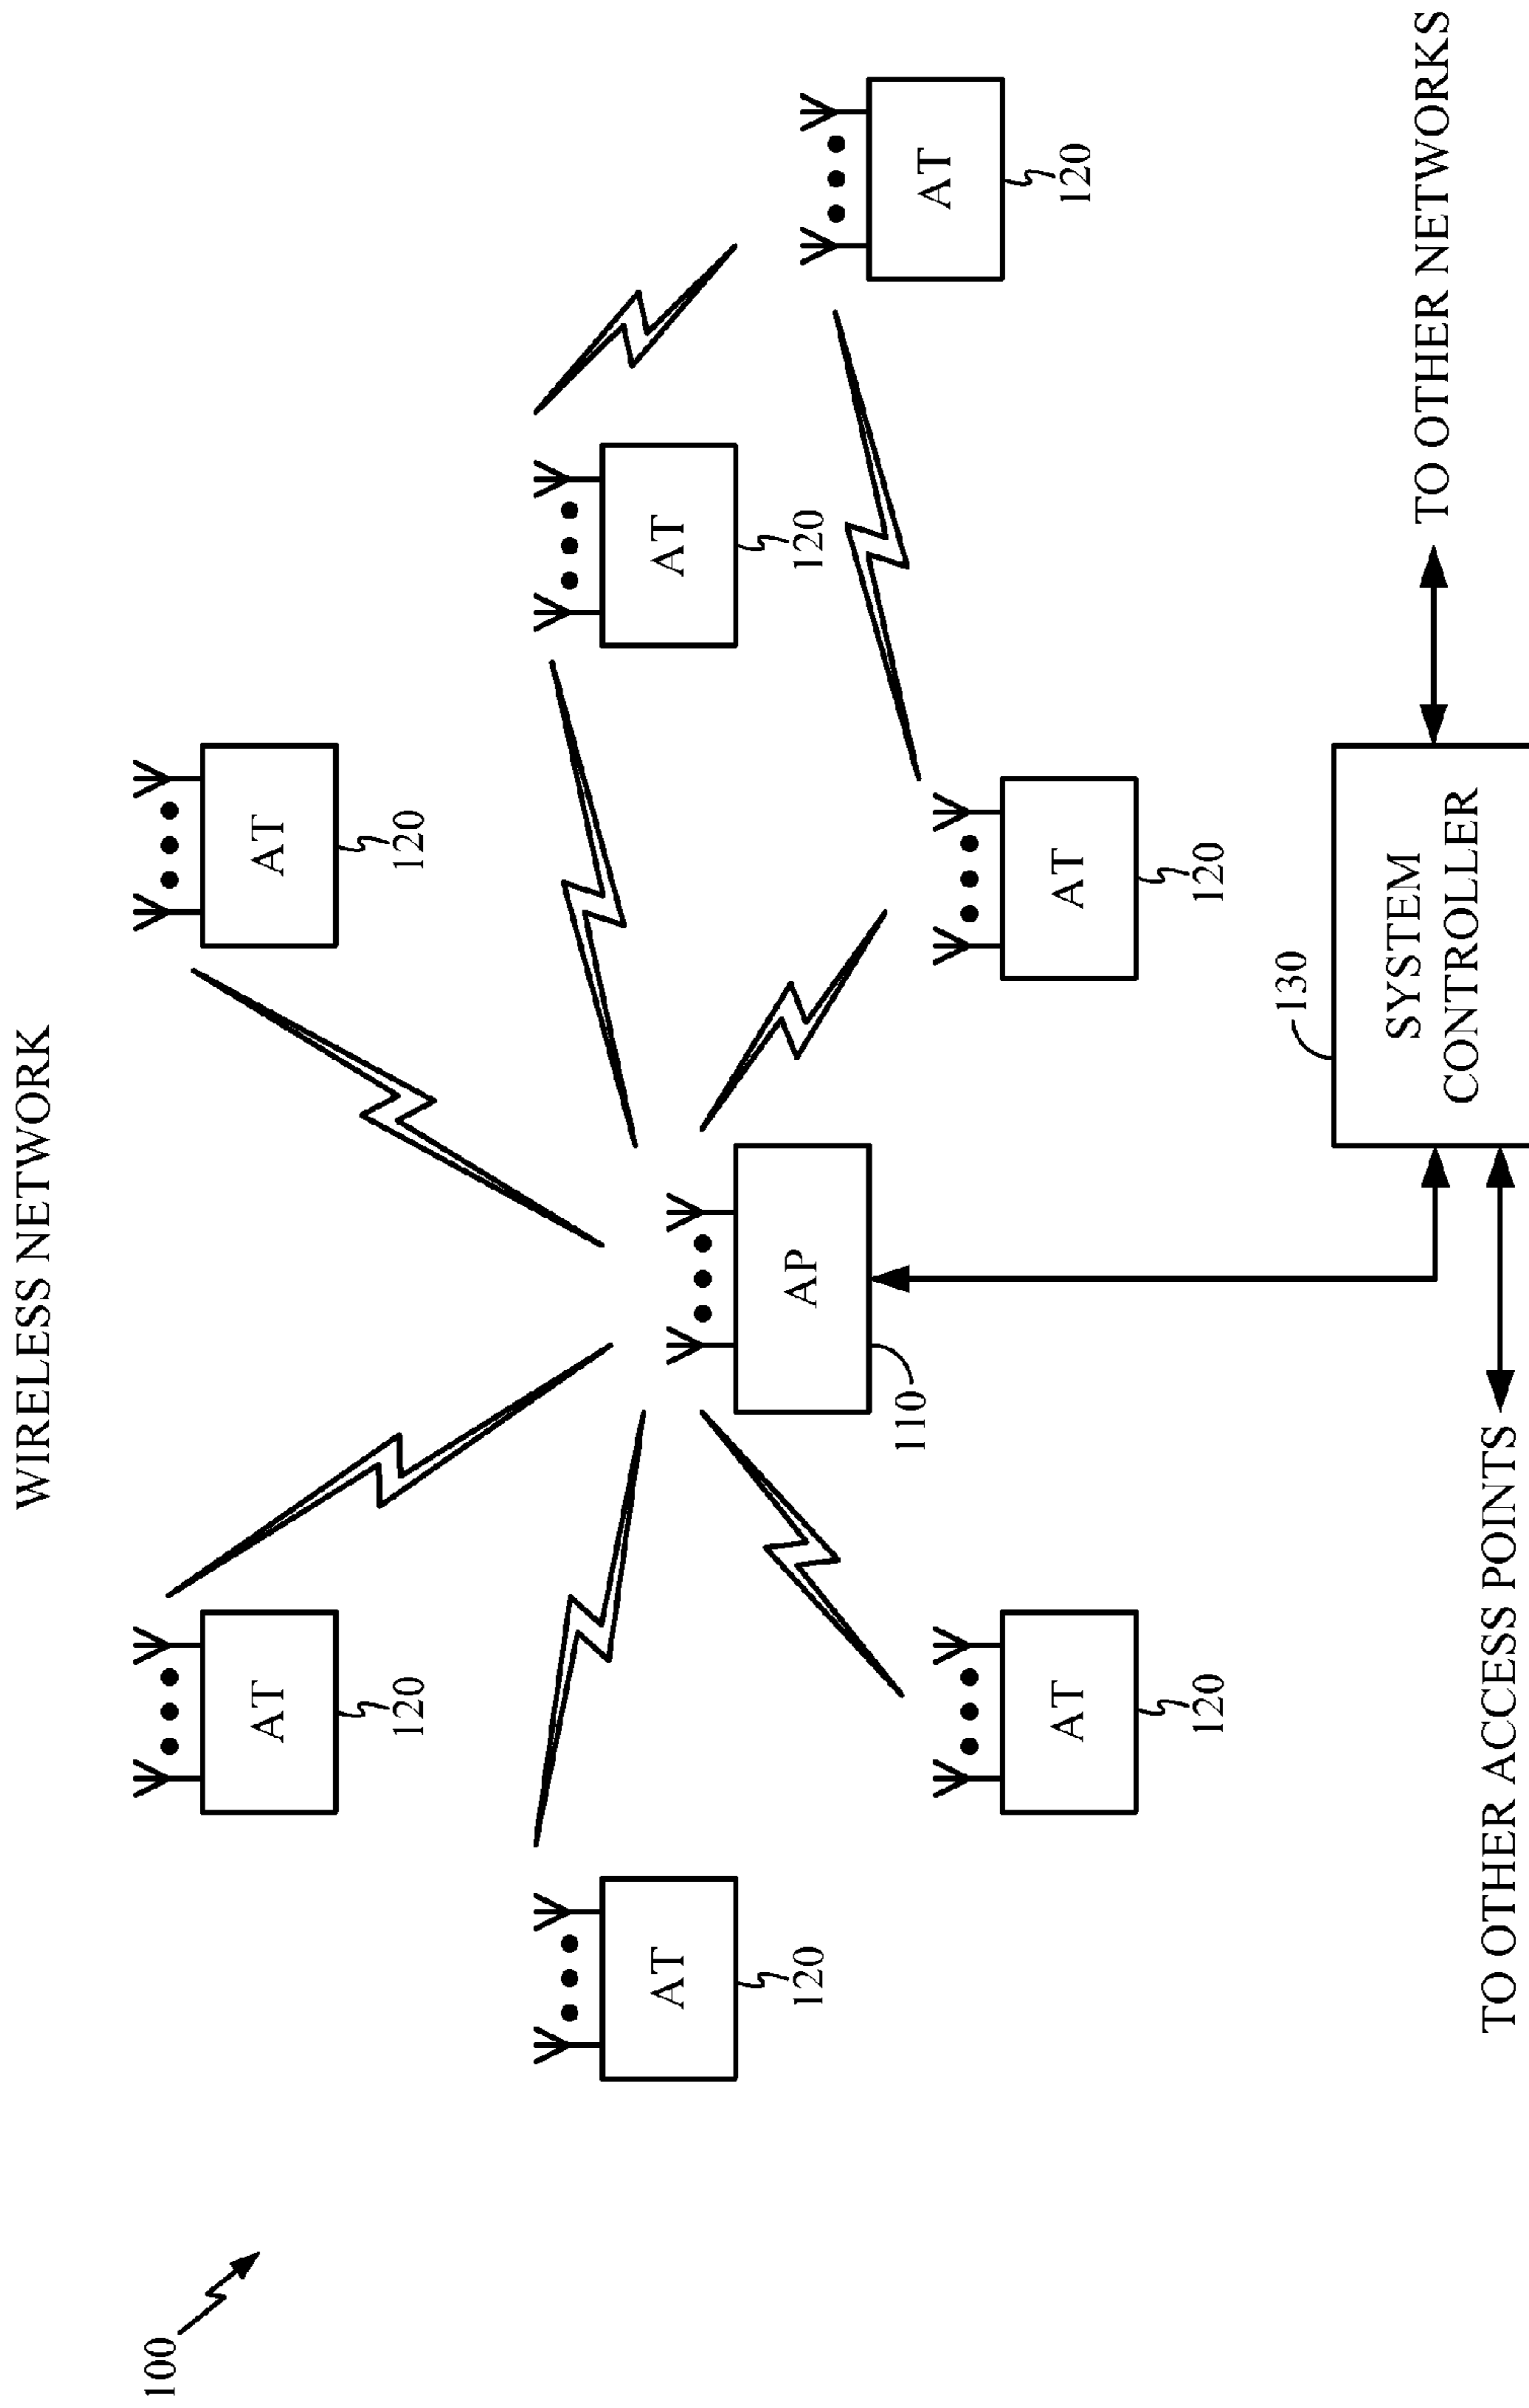 WIRELESS NETWORK
100
AT
120
AT
120
AT
120
AT
120
AP
110
AT
120
AT
120
AT
120
130
SYSTEM
CONTROLLER
TO OTHER NETWORKS
TO OTHER ACCESS POINTS